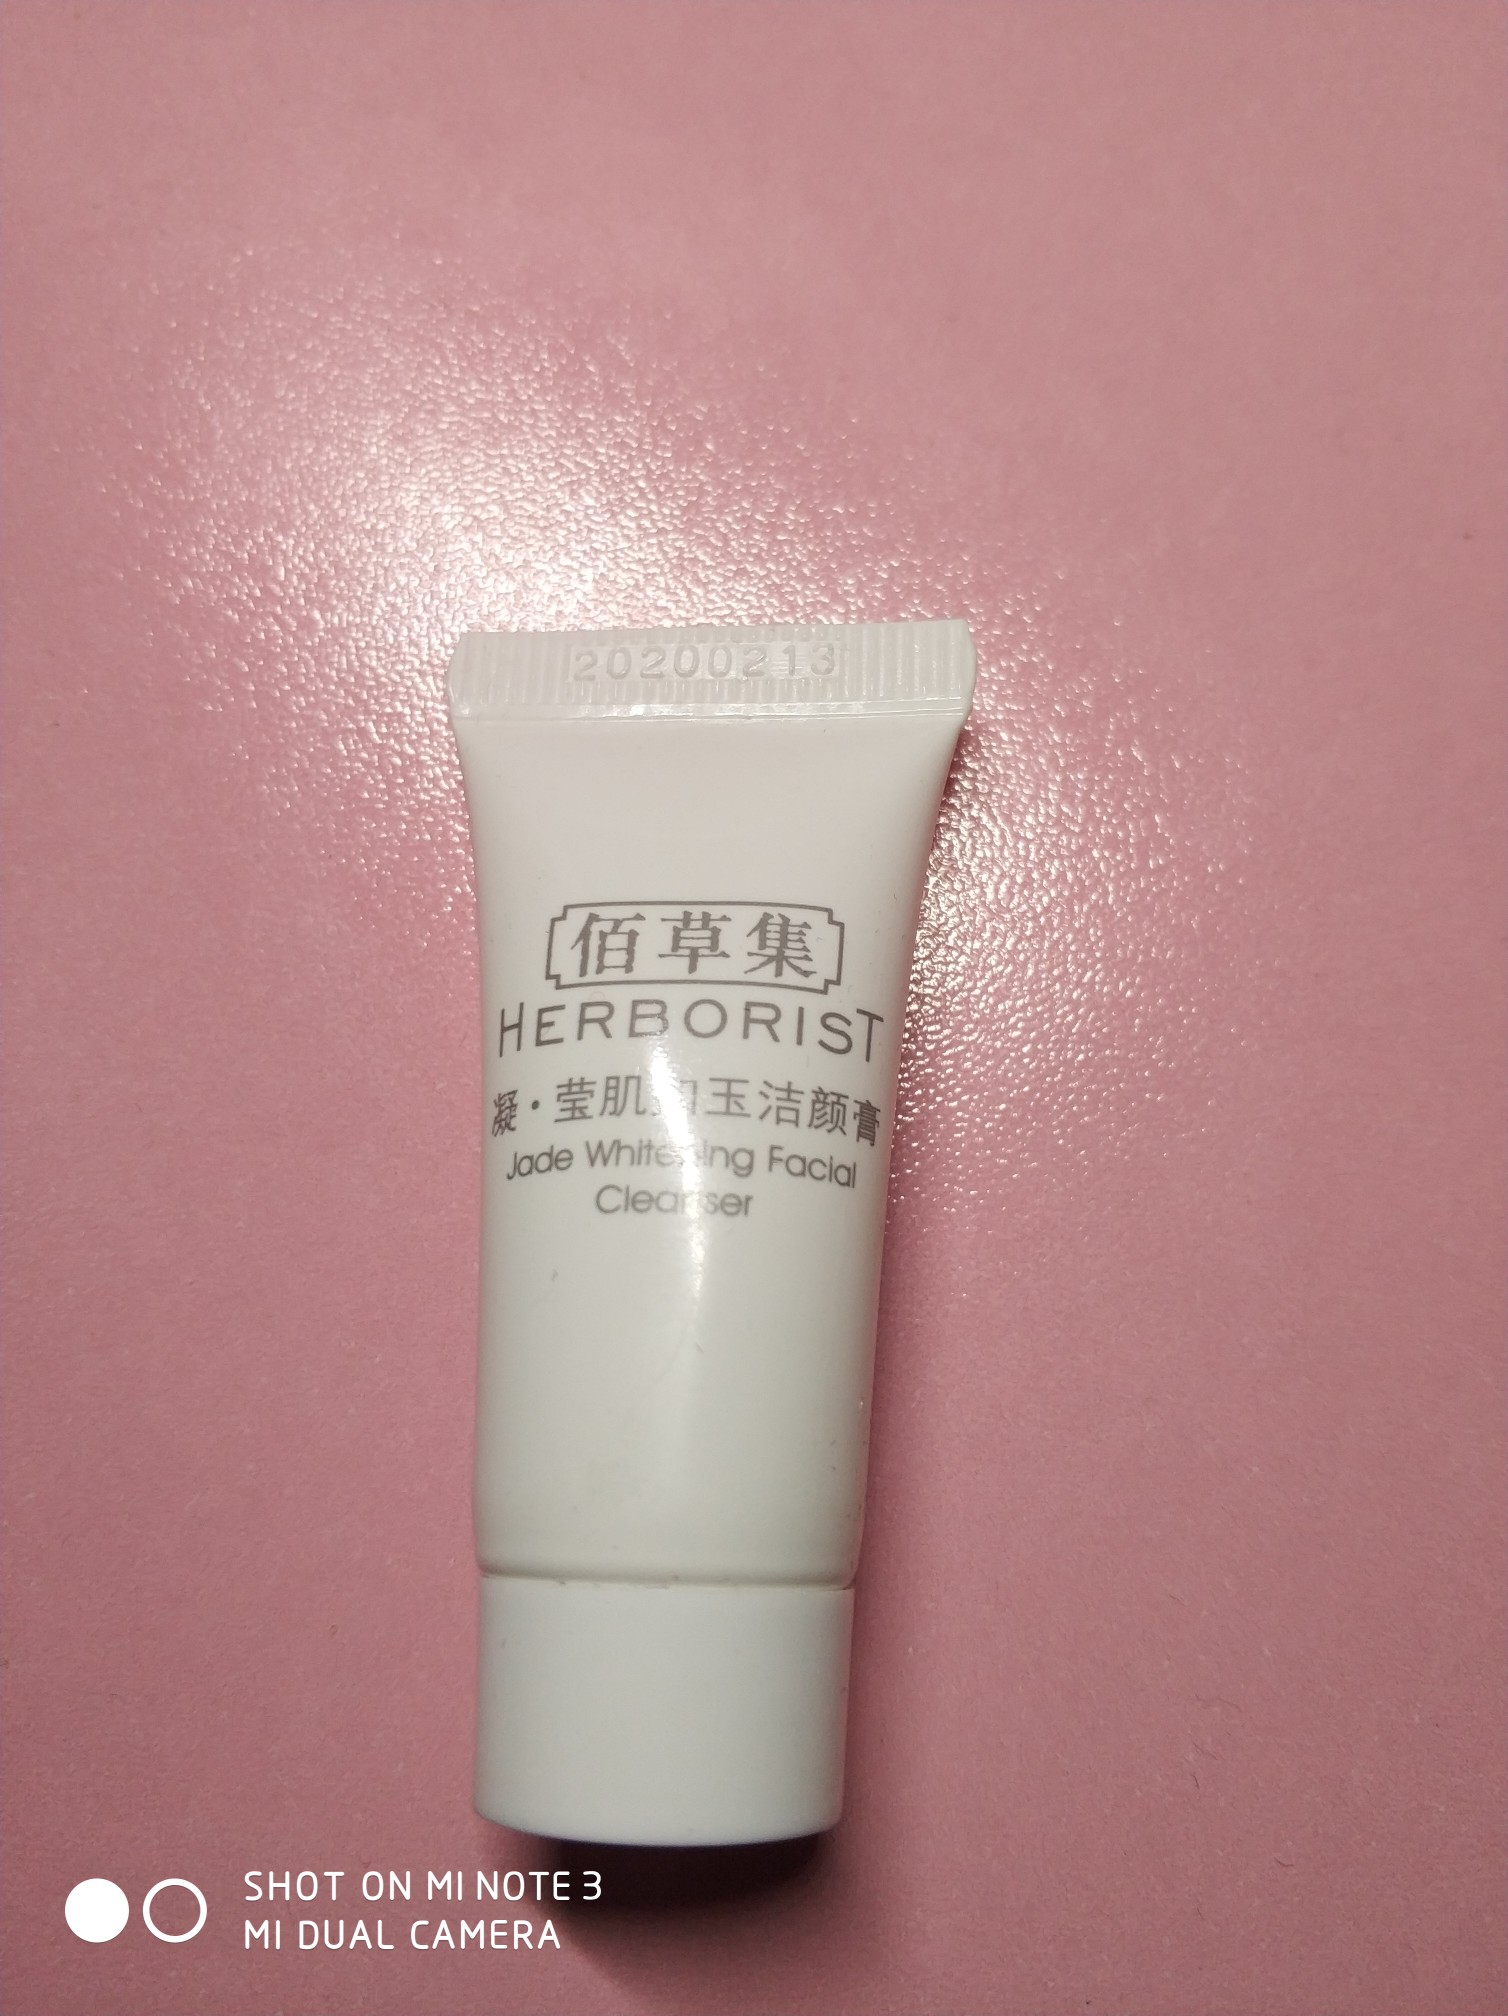 20200213
佰草集
HERBORIST
凝·莹肌白玉洁颜膏
Jade Whitening Facial
Cleanser
SHOT ON MI NOTE 3
MI DUAL CAMERA